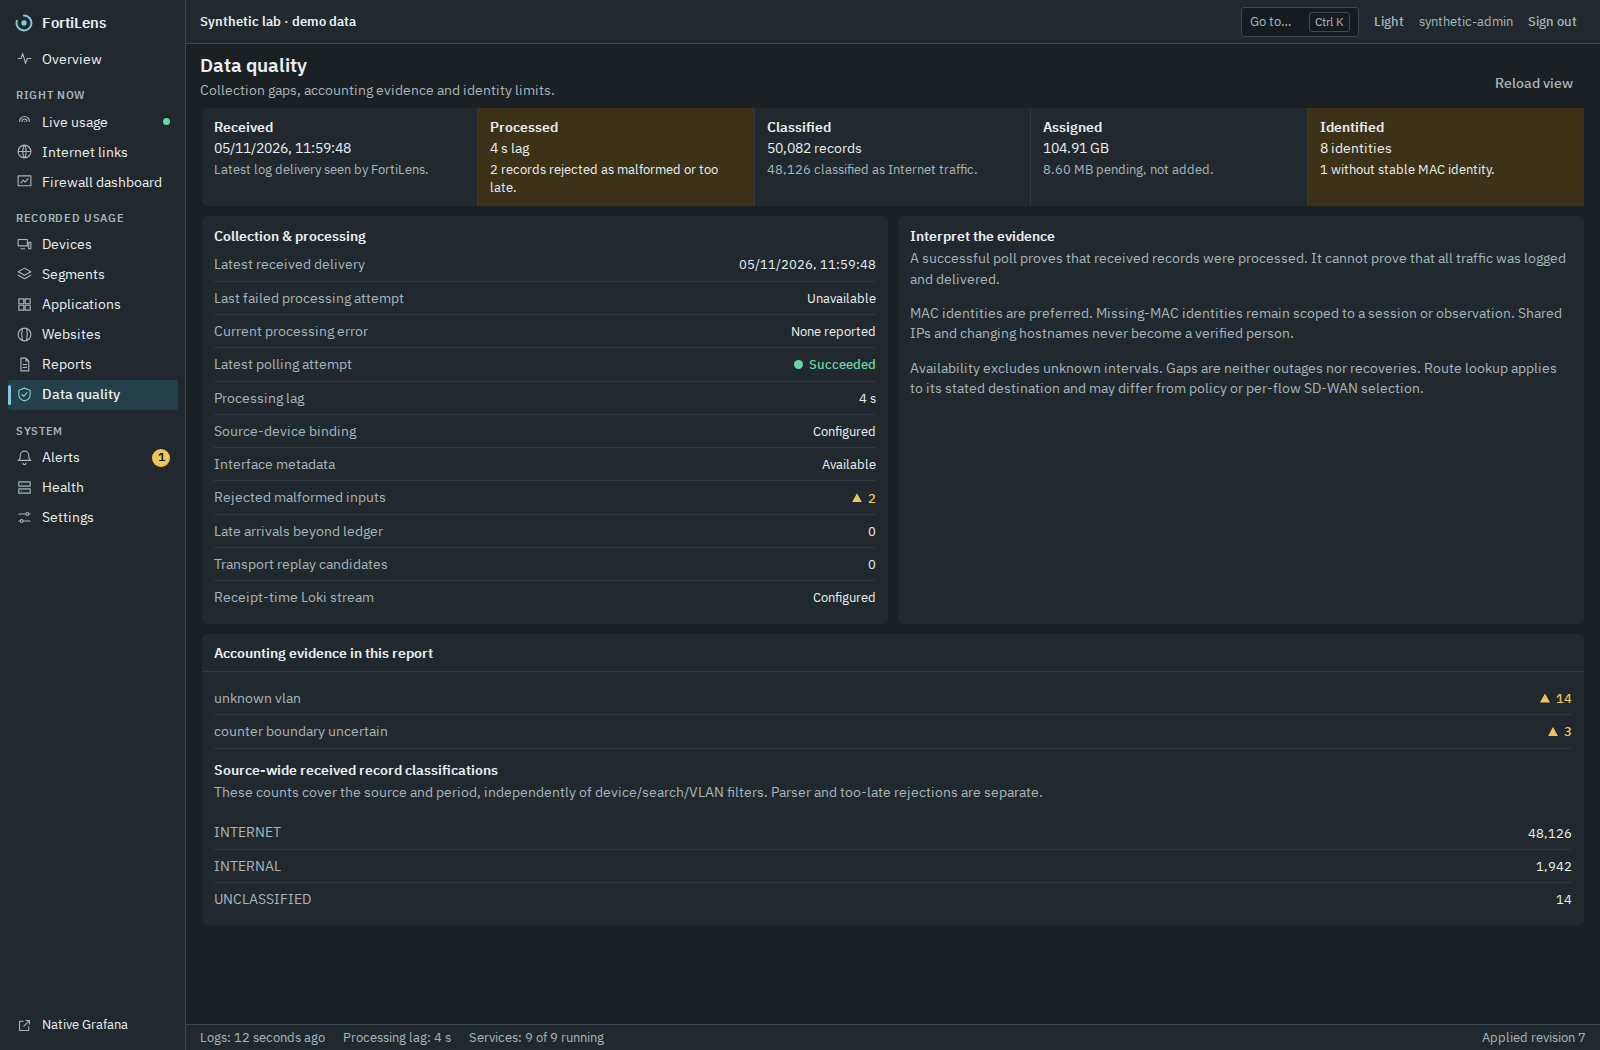 FortiLens
Overview
RIGHT NOW
Live usage
Internet links
Firewall dashboard
RECORDED USAGE
Devices
Segments
Applications
Websites
Reports
Data quality
SYSTEM
Alerts 1
Health
Settings
Native Grafana
Synthetic lab · demo data
Go to... Ctrl K Light synthetic-admin Sign out
Data quality
Collection gaps, accounting evidence and identity limits.
Reload view
Received
05/11/2026, 11:59:48
Latest log delivery seen by FortiLens.
Processed
4 s lag
2 records rejected as malformed or too
late.
Classified
50,082 records
48,126 classified as Internet traffic.
Assigned
104.91 GB
8.60 MB pending, not added.
Identified
8 identities
1 without stable MAC identity.
Collection & processing
Latest received delivery 05/11/2026, 11:59:48
Last failed processing attempt Unavailable
Current processing error None reported
Latest polling attempt Succeeded
Processing lag 4 s
Source-device binding Configured
Interface metadata Available
Rejected malformed inputs 2
Late arrivals beyond ledger 0
Transport replay candidates 0
Receipt-time Loki stream Configured
Interpret the evidence
A successful poll proves that received records were processed. It cannot prove that all traffic was logged
and delivered.
MAC identities are preferred. Missing-MAC identities remain scoped to a session or observation. Shared
IPs and changing hostnames never become a verified person.
Availability excludes unknown intervals. Gaps are neither outages nor recoveries. Route lookup applies
to its stated destination and may differ from policy or per-flow SD-WAN selection.
Accounting evidence in this report
unknown vlan 14
counter boundary uncertain 3
Source-wide received record classifications
These counts cover the source and period, independently of device/search/VLAN filters. Parser and too-late rejections are separate.
INTERNET 48,126
INTERNAL 1,942
UNCLASSIFIED 14
Logs: 12 seconds ago Processing lag: 4 s Services: 9 of 9 running Applied revision 7